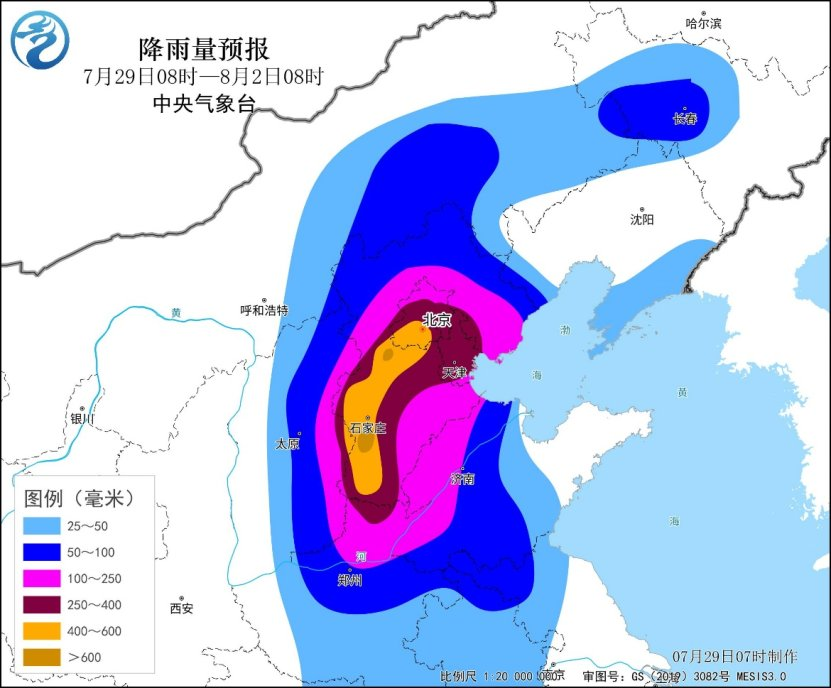 降雨量预报
7月29日08时—8月2日08时
中央气象台
哈尔滨
长春
沈阳
呼和浩特
黄
北京
渤
天津
海
黄
银川
石家庄
太原
济南
海
河
郑州
西安
图例（毫米）
25～50
50～100
100～250
250～400
400～600
＞600
07月29日07时制作
比例尺 1:20 000 000
南京
审图号: GS (2019) 3082号 MESIS3.0